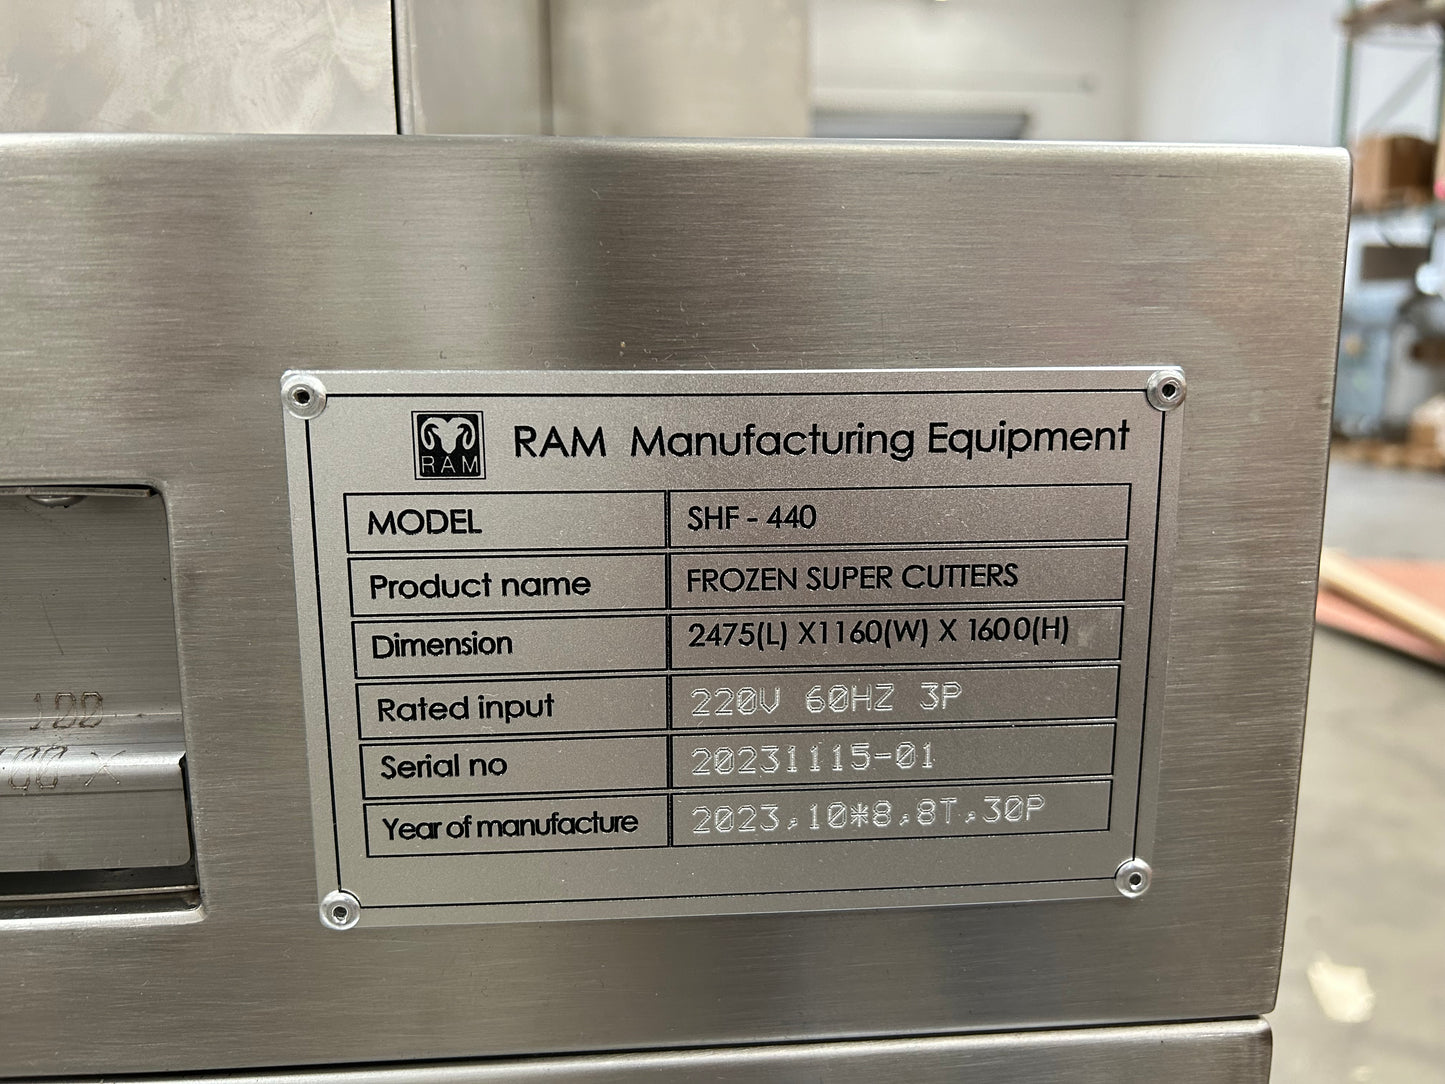 RAM
RAM Manufacturing Equipment
MODEL SHF - 440
Product name FROZEN SUPER CUTTERS
Dimension 2475(L) X1160(W) X 1600(H)
Rated input 220V 60HZ 3P
Serial no 20231115-01
Year of manufacture 2023.10*8.8T.30P
100